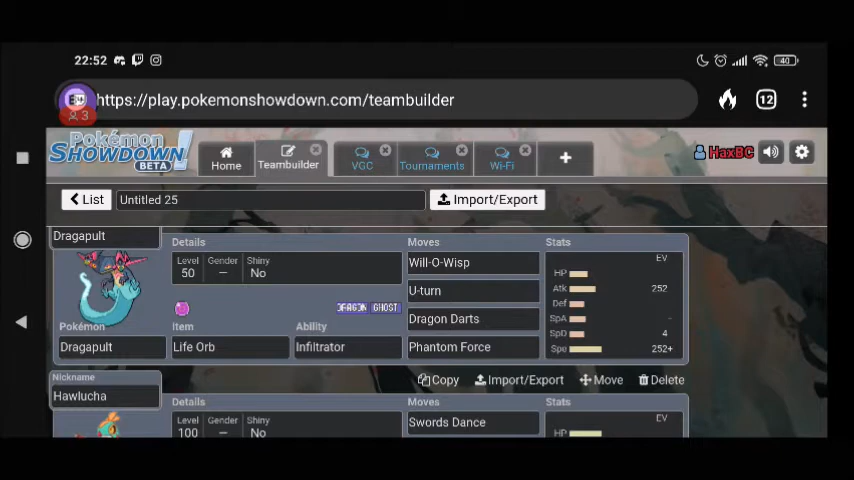 22:52
40
https://play.pokemonshowdown.com/teambuilder
12
3
Pokémon
SHOWDOWN!
BETA
Home
Teambuilder
VGC
Tournaments
Wi-Fi
HaxBC
List
Untitled 25
Import/Export
Dragapult
Details
Moves
Stats
Level
Gender
Shiny
50
—
No
Will-O-Wisp
U-turn
Dragon Darts
Phantom Force
EV
HP
Atk 252
Def
SpA -
SpD 4
Spe 252+
DRAGON GHOST
Pokémon
Item
Ability
Dragapult
Life Orb
Infiltrator
Copy
Import/Export
Move
Delete
Nickname
Hawlucha
Details
Moves
Stats
Level
Gender
Shiny
100
—
No
Swords Dance
EV
HP